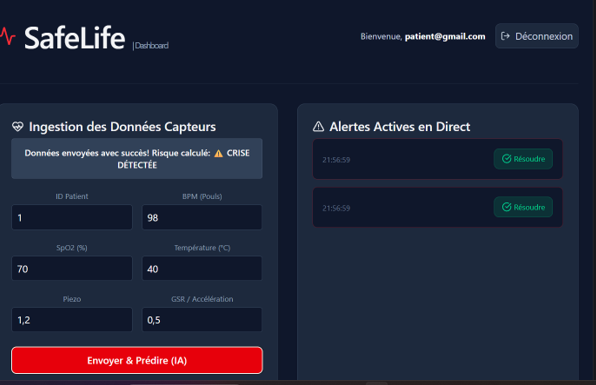 SafeLife | Dashboard
Bienvenue, patient@gmail.com
Déconnexion
Ingestion des Données Capteurs
Données envoyées avec succès! Risque calculé: ⚠ CRISE
DÉTECTÉE
ID Patient
BPM (Pouls)
1
98
SpO2 (%)
Température (°C)
70
40
Piezo
GSR / Accélération
1,2
0,5
Envoyer & Prédire (IA)
Alertes Actives en Direct
21:56:59
Résoudre
21:56:59
Résoudre